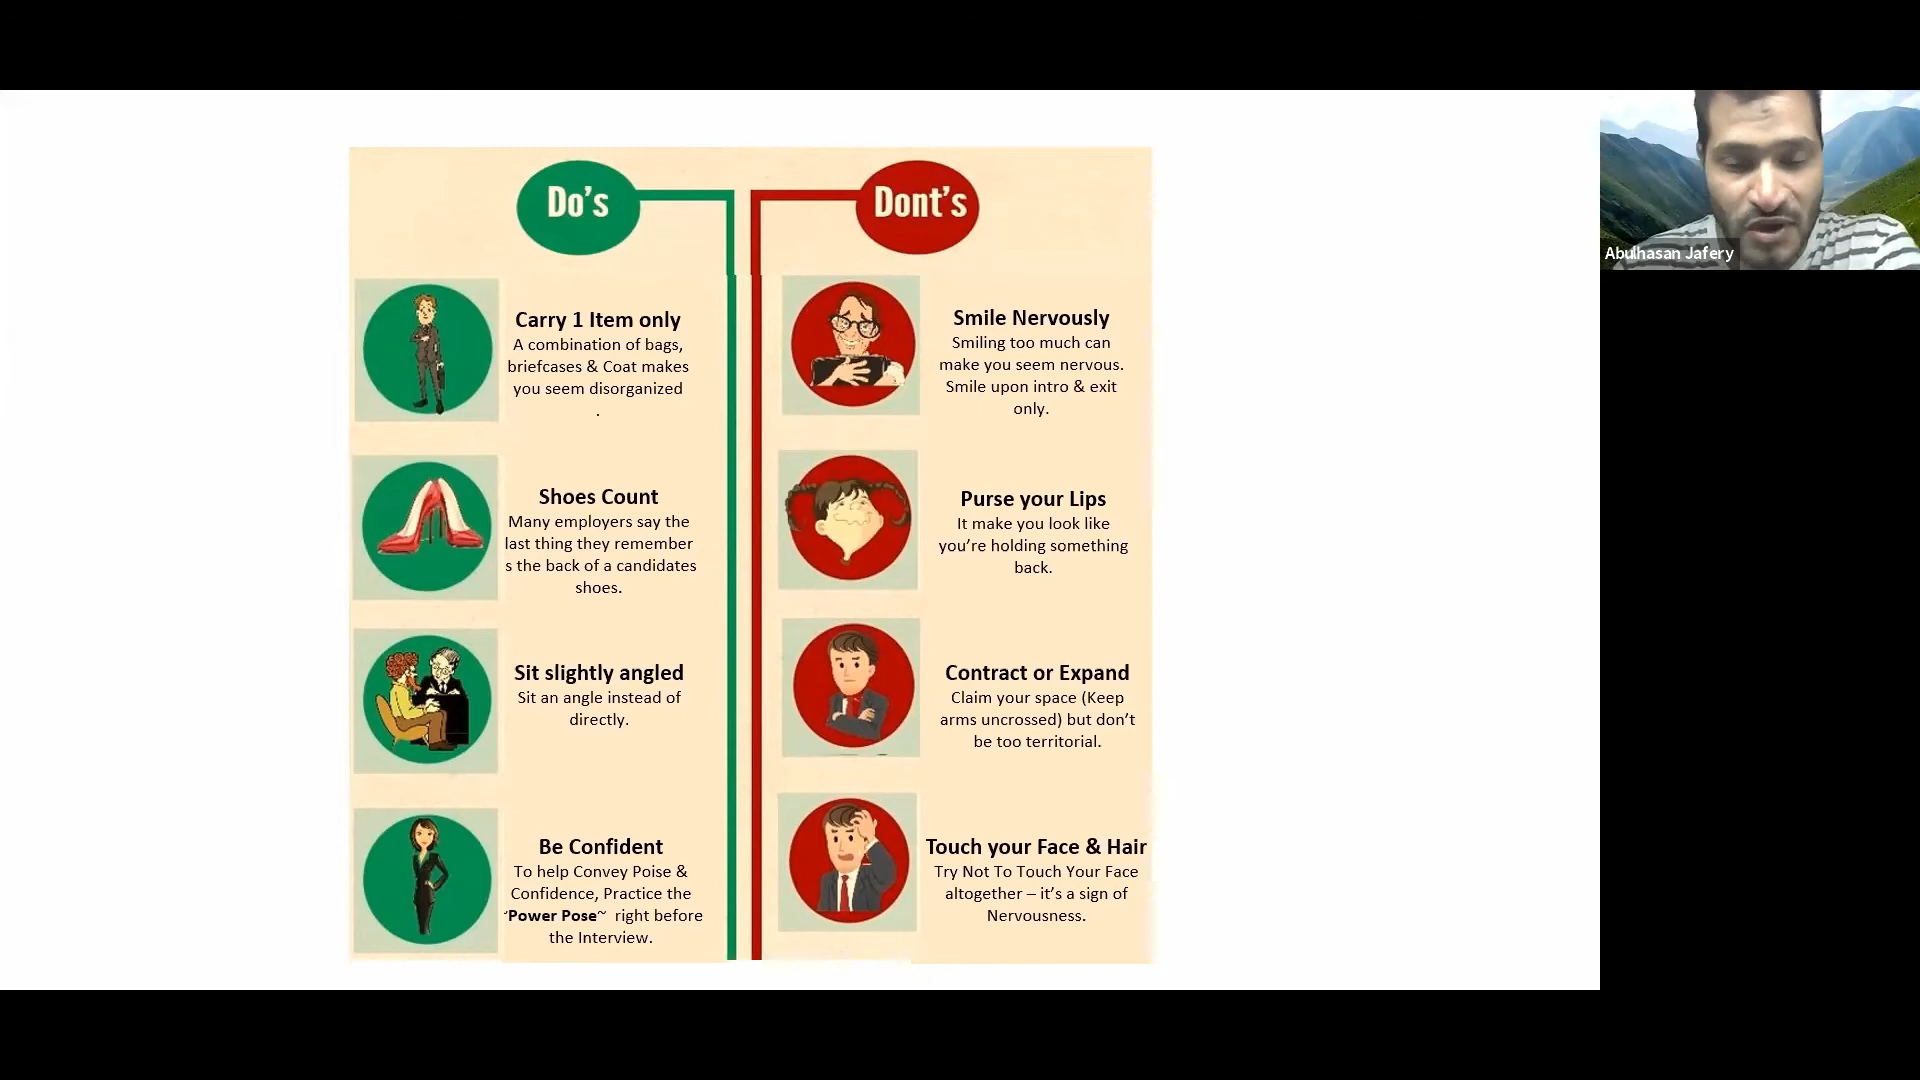 Do's
Dont's
Carry 1 Item only
A combination of bags,
briefcases & Coat makes
you seem disorganized
.
Shoes Count
Many employers say the
last thing they remember
s the back of a candidates
shoes.
Sit slightly angled
Sit an angle instead of
directly.
Be Confident
To help Convey Poise &
Confidence, Practice the
~Power Pose~ right before
the Interview.
Smile Nervously
Smiling too much can
make you seem nervous.
Smile upon intro & exit
only.
Purse your Lips
It make you look like
you’re holding something
back.
Contract or Expand
Claim your space (Keep
arms uncrossed) but don’t
be too territorial.
Touch your Face & Hair
Try Not To Touch Your Face
altogether – it’s a sign of
Nervousness.
Abulhasan Jafery